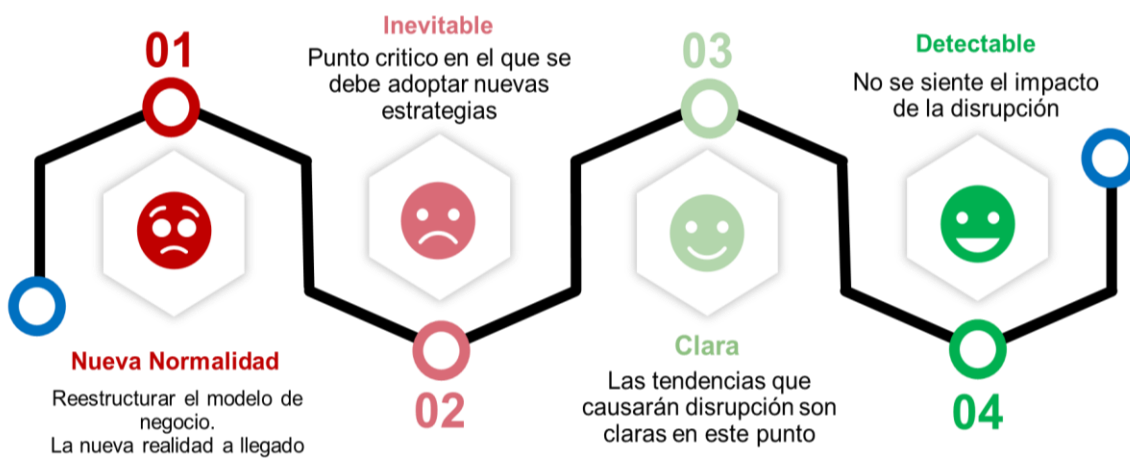 01
Nueva Normalidad
Reestructurar el modelo de
negocio.
La nueva realidad a llegado
Inevitable
Punto critico en el que se
debe adoptar nuevas
estrategias
02
03
Clara
Las tendencias que
causarán disrupción son
claras en este punto
Detectable
No se siente el impacto
de la disrupción
04